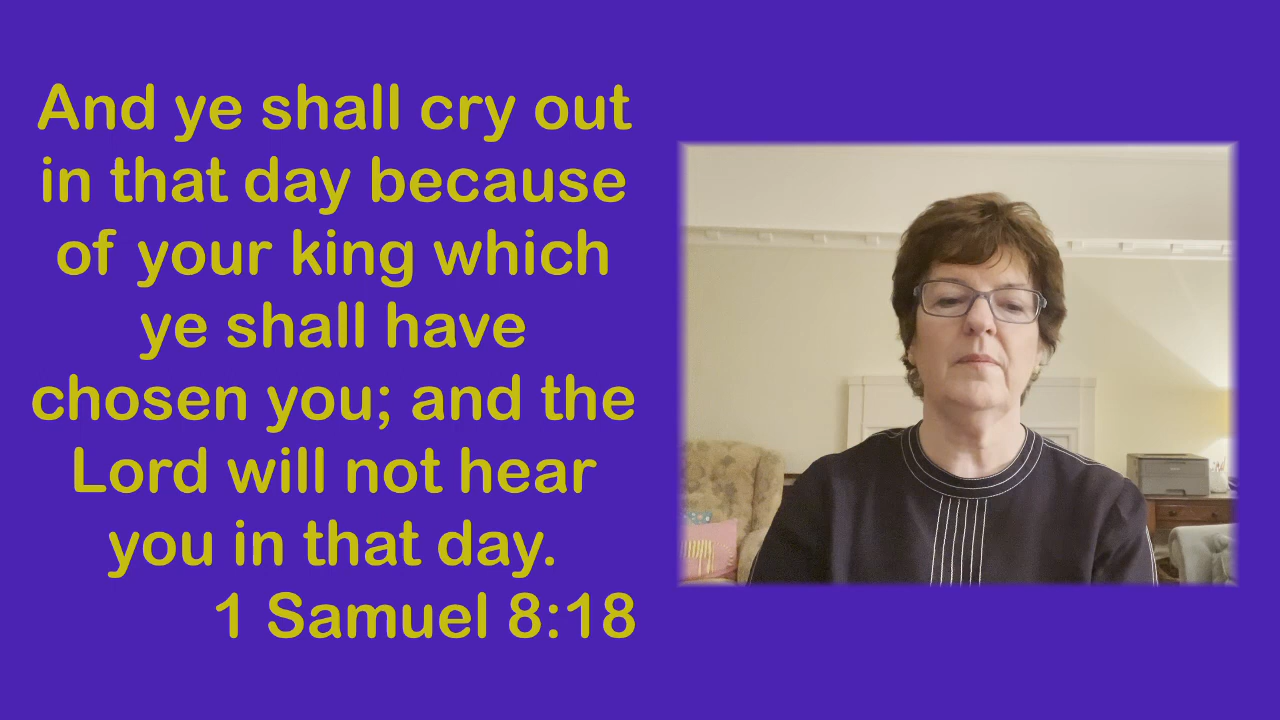 And ye shall cry out
in that day because
of your king which
ye shall have
chosen you; and the
Lord will not hear
you in that day.
1 Samuel 8:18